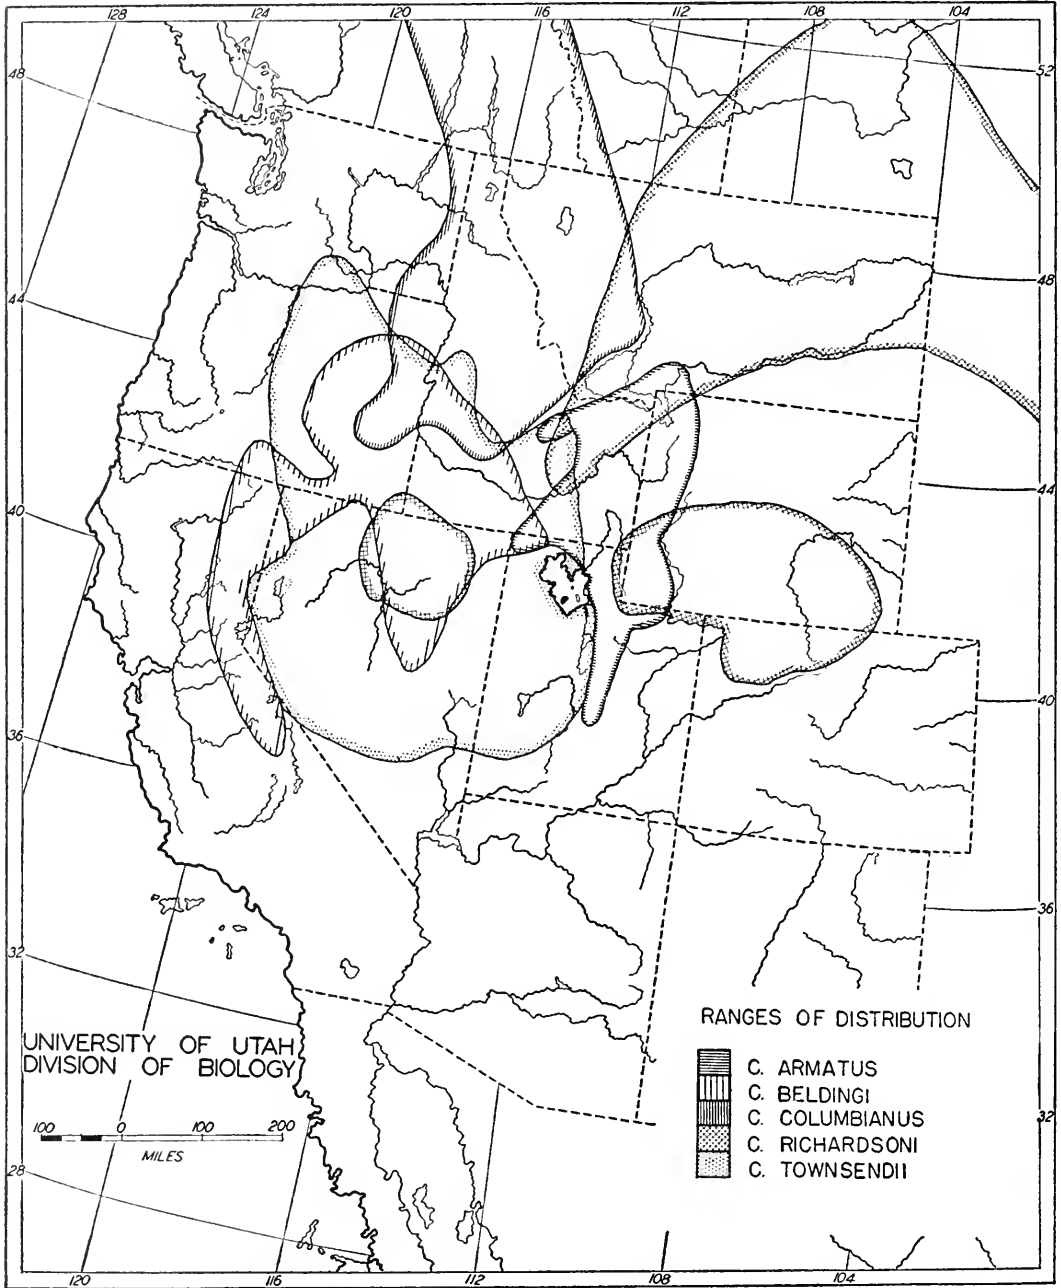 128 124 120 116 112 108 104
48
52
44
48
40
44
36
40
32
36
28
32
RANGES OF DISTRIBUTION
C. ARMATUS
C. BELDINGI
C. COLUMBIANUS
C. RICHARDSONI
C. TOWNSENDII
UNIVERSITY OF UTAH
DIVISION OF BIOLOGY
100 0 100 200
MILES
120 116 112 108 104